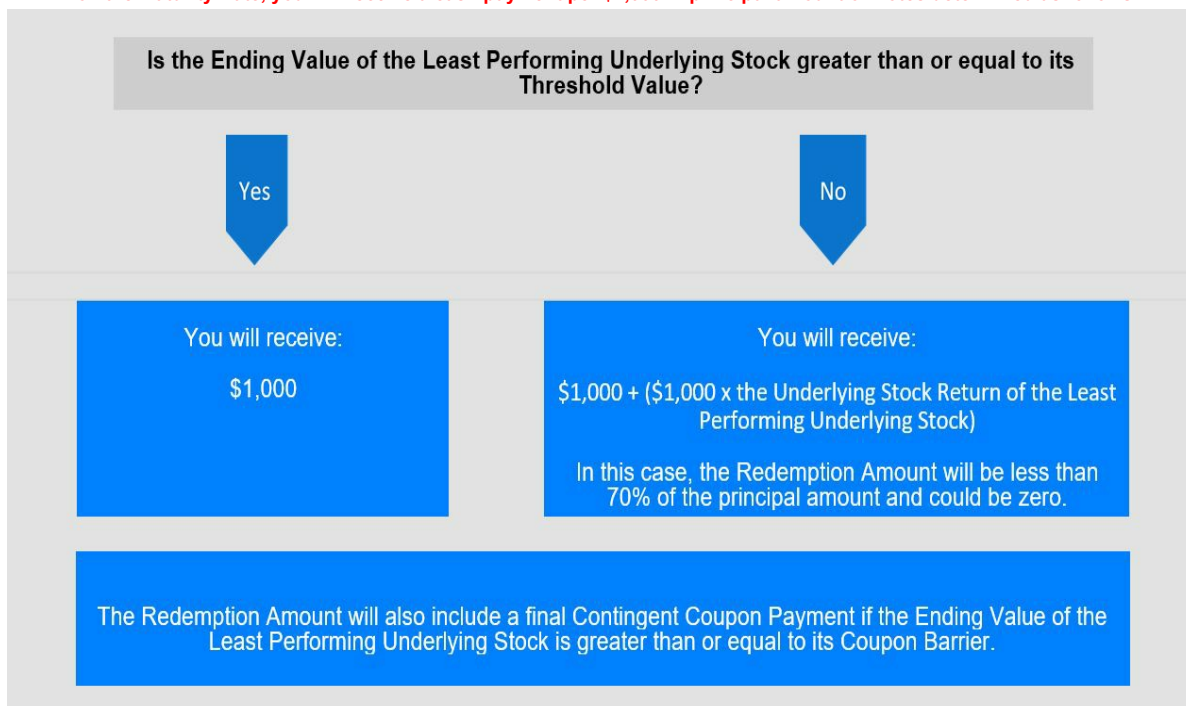 Is the Ending Value of the Least Performing Underlying Stock greater than or equal to its
Threshold Value?
Yes
No
You will receive:
$1,000
You will receive:
$1,000 + ($1,000 x the Underlying Stock Return of the Least
Performing Underlying Stock)
In this case, the Redemption Amount will be less than
70% of the principal amount and could be zero.
The Redemption Amount will also include a final Contingent Coupon Payment if the Ending Value of the
Least Performing Underlying Stock is greater than or equal to its Coupon Barrier.